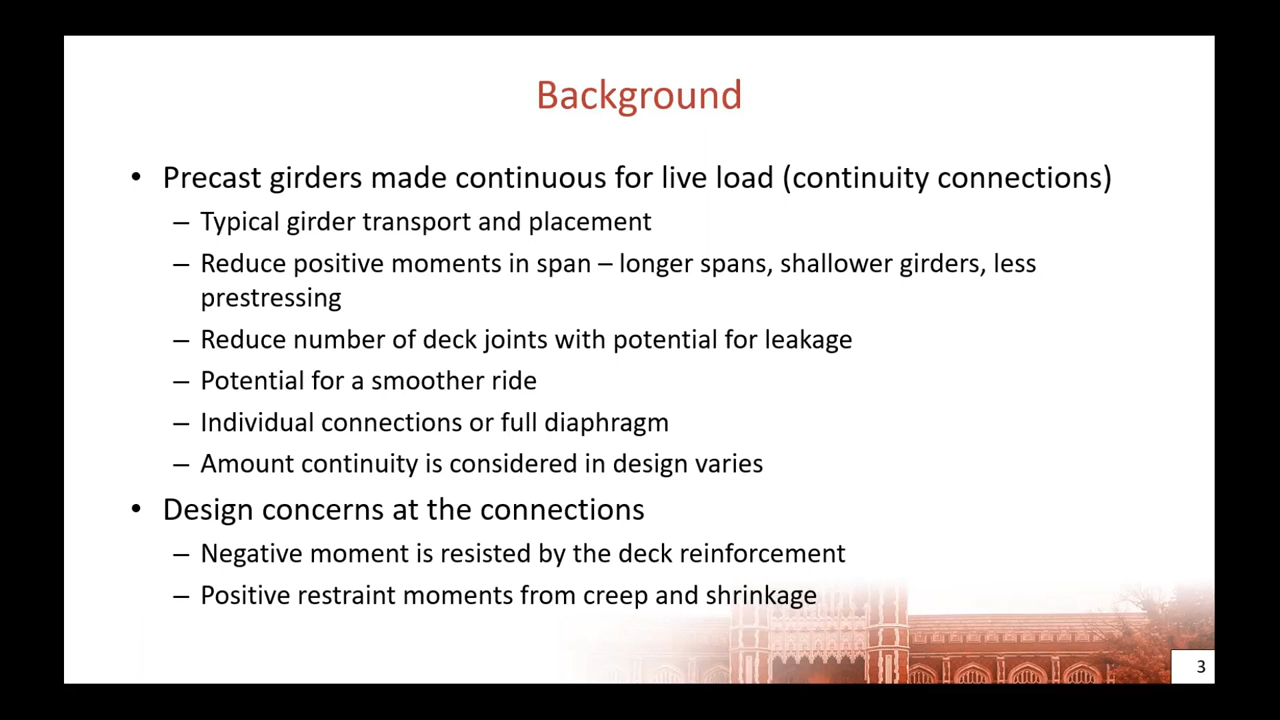 Background
• Precast girders made continuous for live load (continuity connections)
– Typical girder transport and placement
– Reduce positive moments in span – longer spans, shallower girders, less
prestressing
– Reduce number of deck joints with potential for leakage
– Potential for a smoother ride
– Individual connections or full diaphragm
– Amount continuity is considered in design varies
• Design concerns at the connections
– Negative moment is resisted by the deck reinforcement
– Positive restraint moments from creep and shrinkage
3